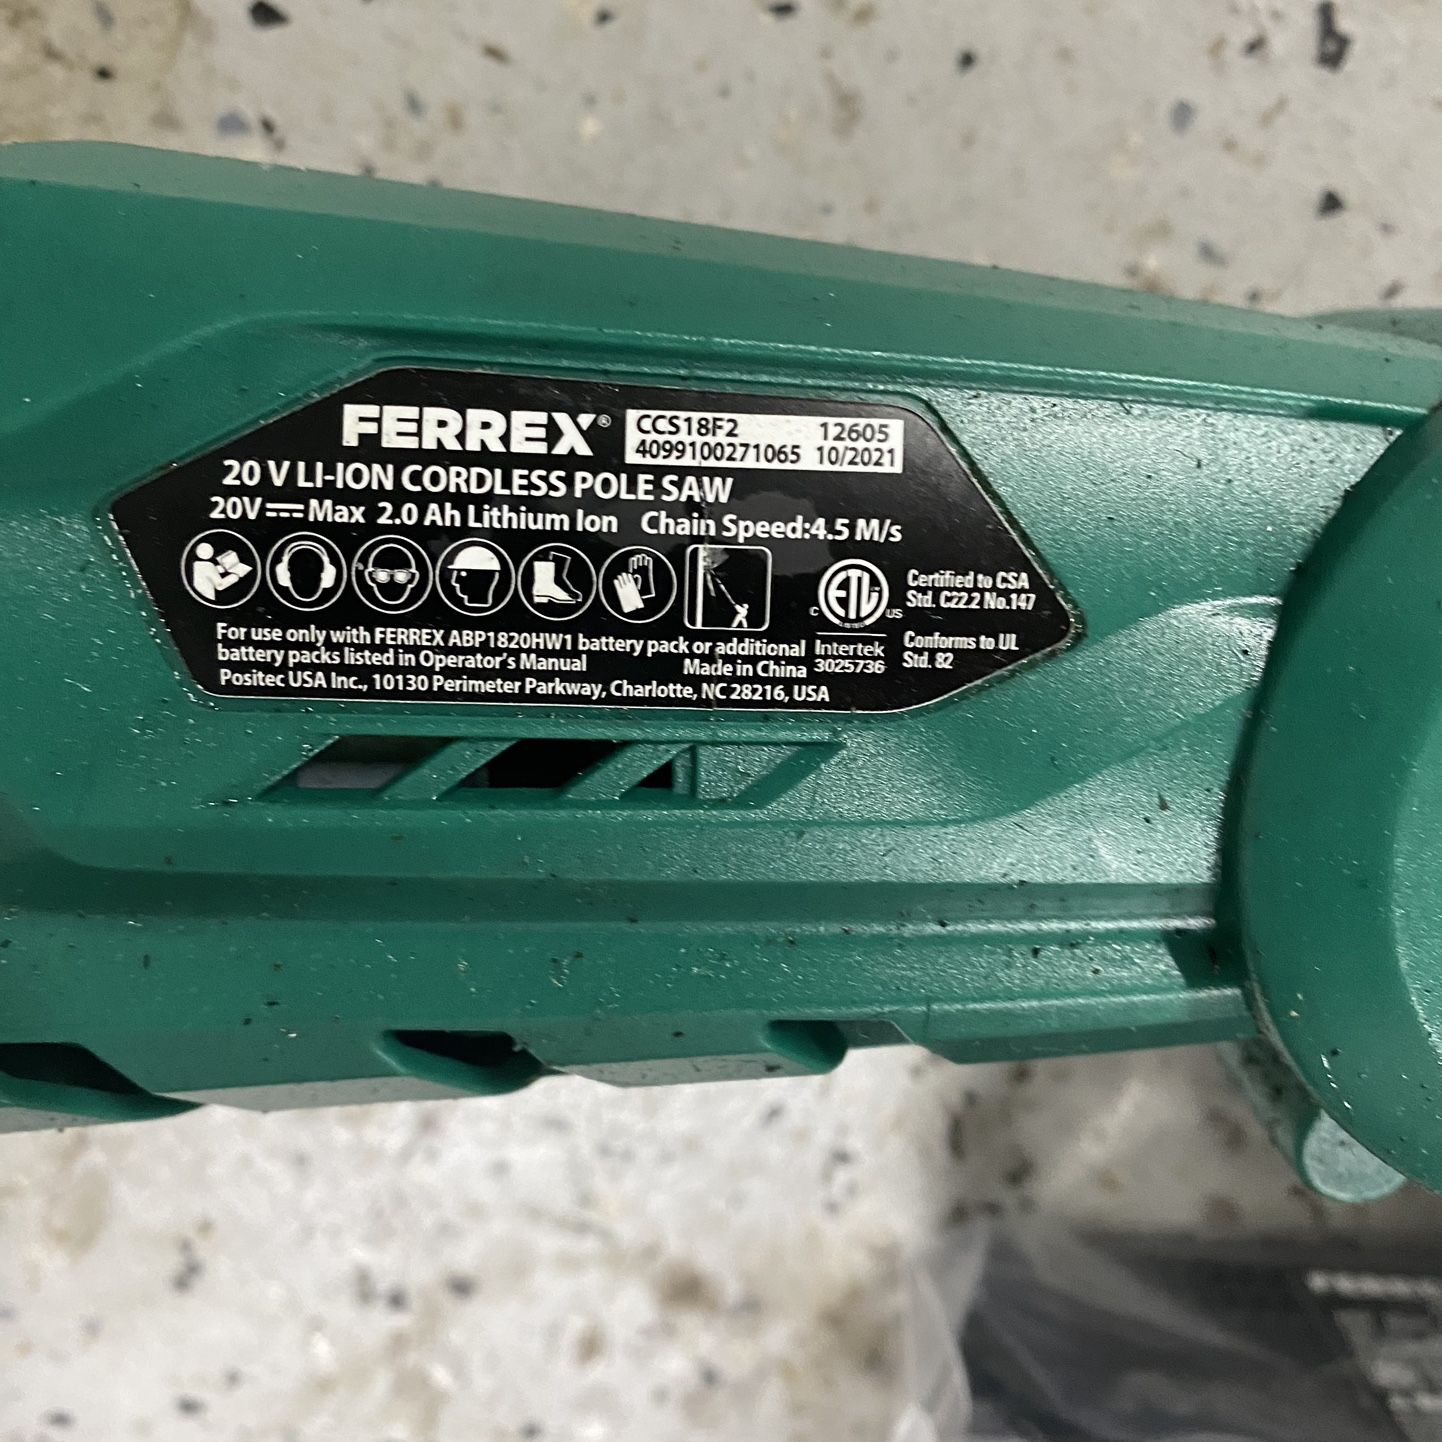 FERREX®
CCS18F2 12605
4099100271065 10/2021
20 V LI-ION CORDLESS POLE SAW
20V⎓Max 2.0 Ah Lithium Ion Chain Speed:4.5 M/s
C ETL US
Intertek
3025736
Certified to CSA
Std. C22.2 No.147
Conforms to UL
Std. 82
For use only with FERREX ABP1820HW1 battery pack or additional
battery packs listed in Operator's Manual
Made in China
Positec USA Inc., 10130 Perimeter Parkway, Charlotte, NC 28216, USA